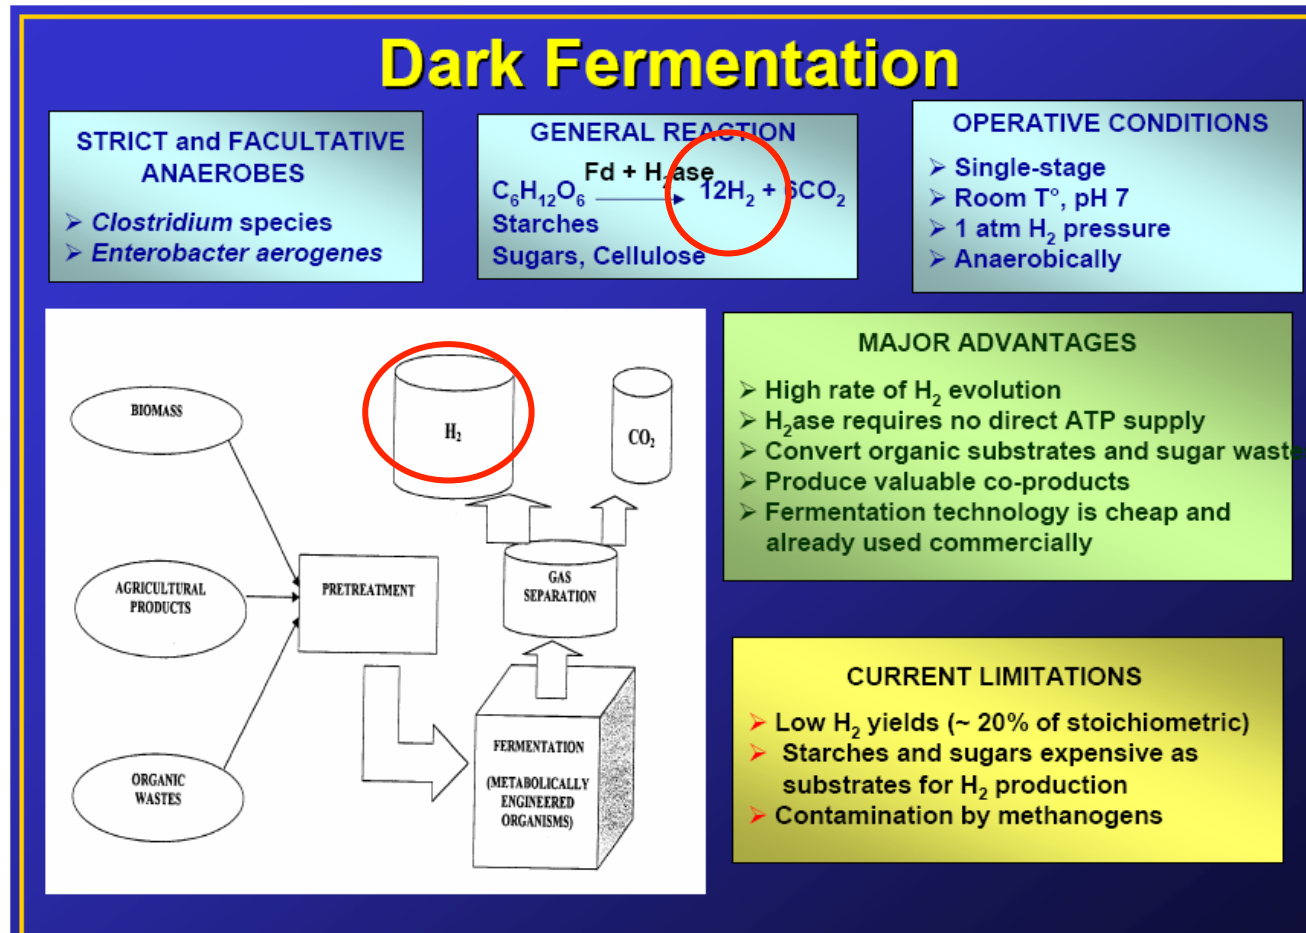 Dark Fermentation
STRICT and FACULTATIVE
ANAEROBES
➢ Clostridium species
➢ Enterobacter aerogenes
GENERAL REACTION
Fd + H₂ase
C₆H₁₂O₆ → 12H₂ + 6CO₂
Starches
Sugars, Cellulose
OPERATIVE CONDITIONS
➢ Single-stage
➢ Room T°, pH 7
➢ 1 atm H₂ pressure
➢ Anaerobically
BIOMASS
AGRICULTURAL
PRODUCTS
ORGANIC
WASTES
PRETREATMENT
H₂
CO₂
GAS
SEPARATION
FERMENTATION
(METABOLICALLY
ENGINEERED
ORGANISMS)
MAJOR ADVANTAGES
➢ High rate of H₂ evolution
➢ H₂ase requires no direct ATP supply
➢ Convert organic substrates and sugar waste
➢ Produce valuable co-products
➢ Fermentation technology is cheap and
already used commercially
CURRENT LIMITATIONS
➢ Low H₂ yields (~ 20% of stoichiometric)
➢ Starches and sugars expensive as
substrates for H₂ production
➢ Contamination by methanogens